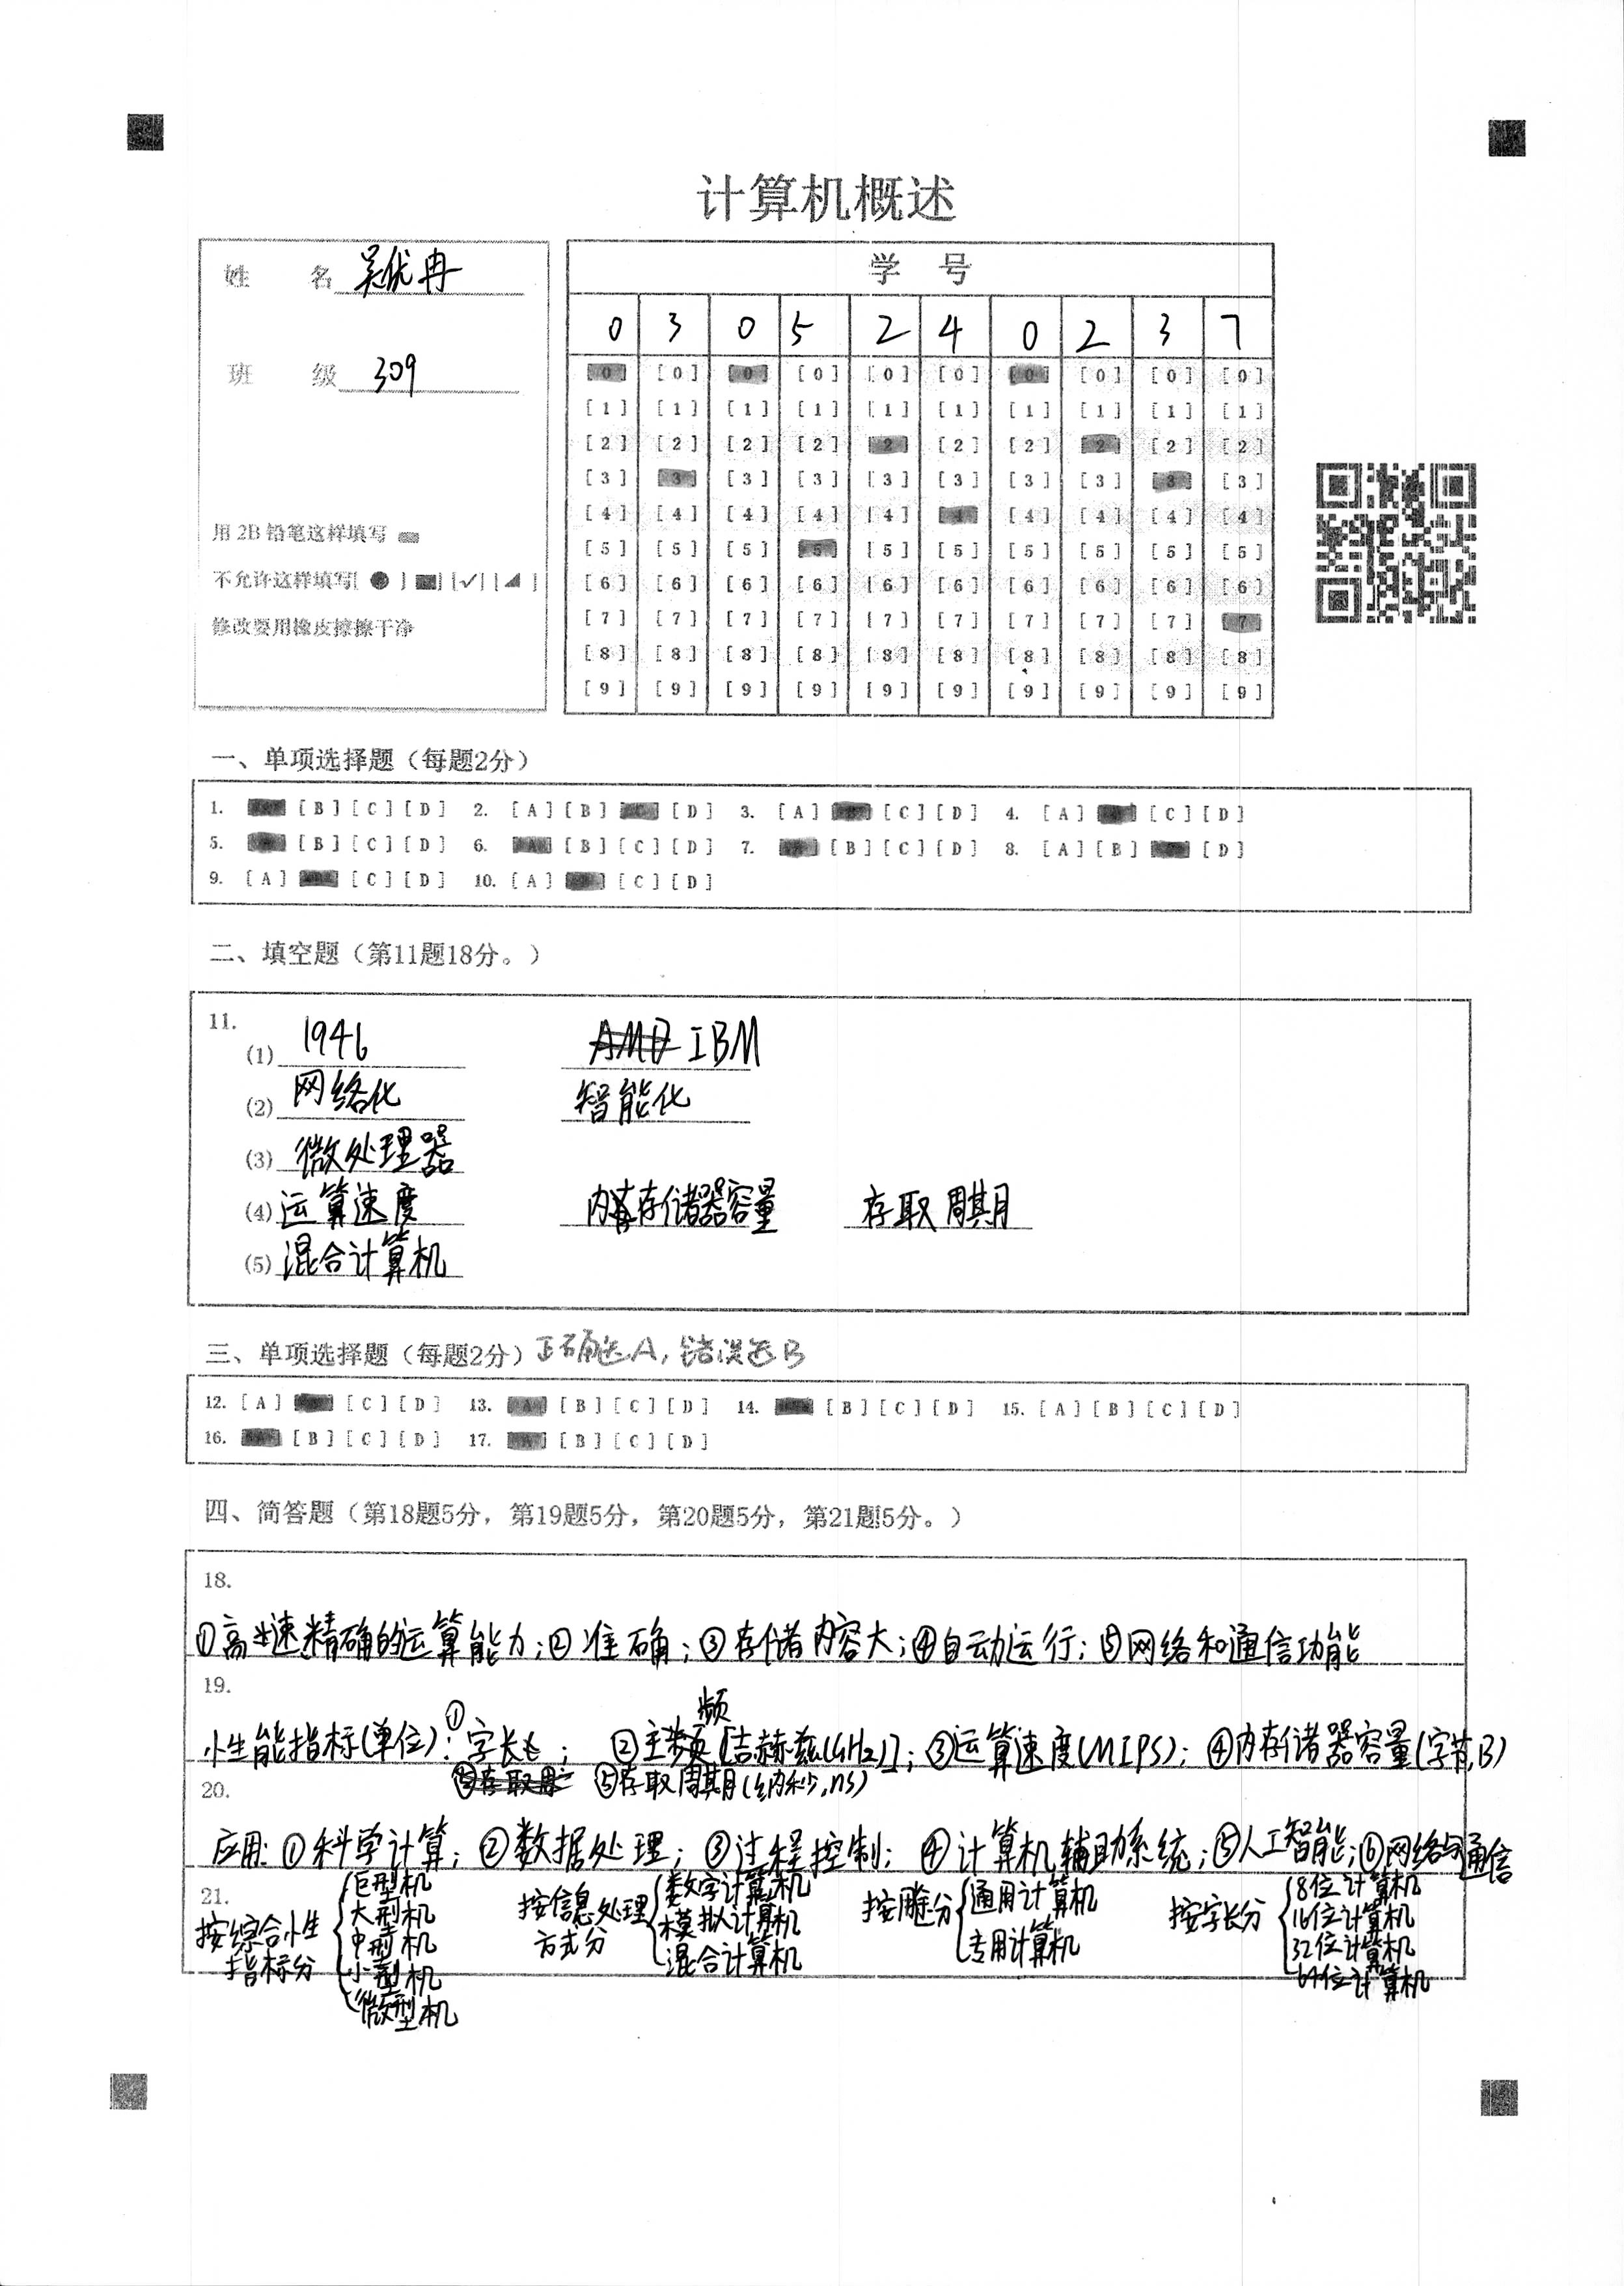 计算机概述
姓 名 吴优冉
班 级 309
用 2B 铅笔这样填写
不允许这样填写[ ● ] [■] [✓] [◢ ]
修改要用橡皮擦擦干净
学 号
0 3 0 5 2 4 0 2 3 7
[0] [0] [0] [0] [0] [0] [0] [0] [0] [0]
[1] [1] [1] [1] [1] [1] [1] [1] [1] [1]
[2] [2] [2] [2] [2] [2] [2] [2] [2] [2]
[3] [3] [3] [3] [3] [3] [3] [3] [3] [3]
[4] [4] [4] [4] [4] [4] [4] [4] [4] [4]
[5] [5] [5] [5] [5] [5] [5] [5] [5] [5]
[6] [6] [6] [6] [6] [6] [6] [6] [6] [6]
[7] [7] [7] [7] [7] [7] [7] [7] [7] [7]
[8] [8] [8] [8] [8] [8] [8] [8] [8] [8]
[9] [9] [9] [9] [9] [9] [9] [9] [9] [9]
一、单项选择题（每题2分）
1. [B] [C] [D] 2. [A] [B] [D] 3. [A] [C] [D] 4. [A] [C] [D]
5. [B] [C] [D] 6. [A] [B] [C] [D] 7. [A] [B] [C] [D] 8. [A] [B] [D]
9. [A] [C] [D] 10. [A] [C] [D]
二、填空题（第11题18分。）
11.
(1) 1946 AMD IBM
(2) 网络化 智能化
(3) 微处理器
(4) 运算速度 内存储器容量 存取周期
(5) 混合计算机
三、单项选择题（每题2分）正确选A，错误选B
12. [A] [C] [D] 13. [A] [B] [C] [D] 14. [B] [C] [D] 15. [A] [B] [C] [D]
16. [A] [B] [C] [D] 17. [A] [B] [C] [D]
四、简答题（第18题5分，第19题5分，第20题5分，第21题5分。）
18.
①高速精确的运算能力；②准确；③存储内容大；④自动运行；⑤网络和通信功能
19.
性能指标(单位)：①字长； ②主频[吉赫兹(GHz)]；③运算速度(MIPS)；④内存储器容量(字节,B)
⑤存取周期(纳秒,ns)
20.
应用：①科学计算；②数据处理；③过程控制；④计算机辅助系统；⑤人工智能；⑥网络与通信
21.
按综合性指标分 巨型机 大型机 中型机 小型机 微型机
按信息处理方式分 数字计算机 模拟计算机 混合计算机
按用途分 通用计算机 专用计算机
按字长分 8位计算机 16位计算机 32位计算机 64位计算机